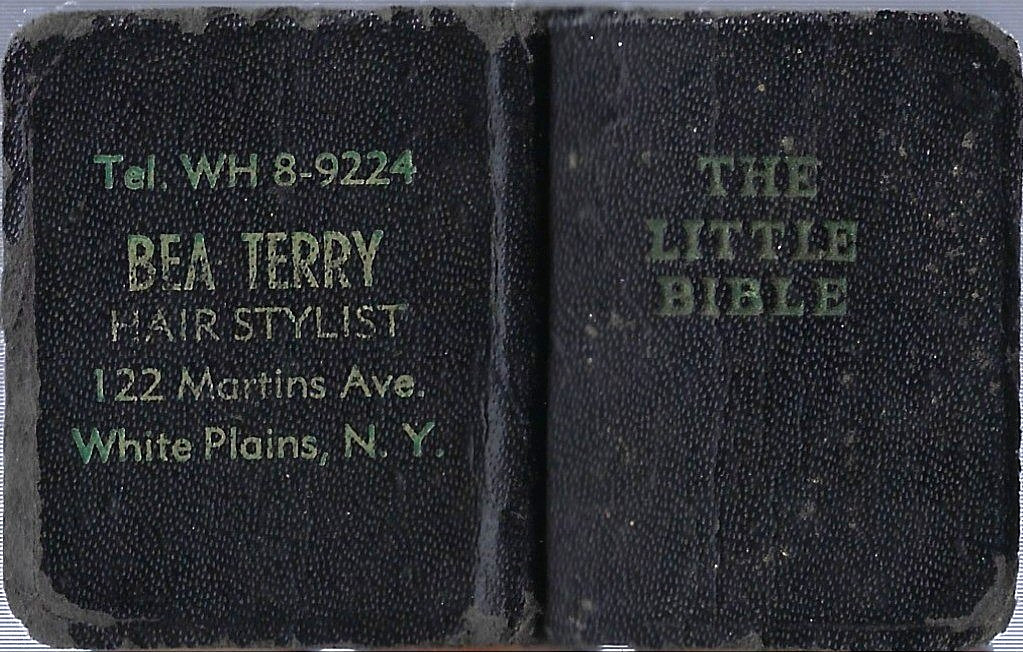 Tel. WH 8-9224
BEA TERRY
HAIR STYLIST
122 Martins Ave.
White Plains, N. Y.
THE
LITTLE
BIBLE